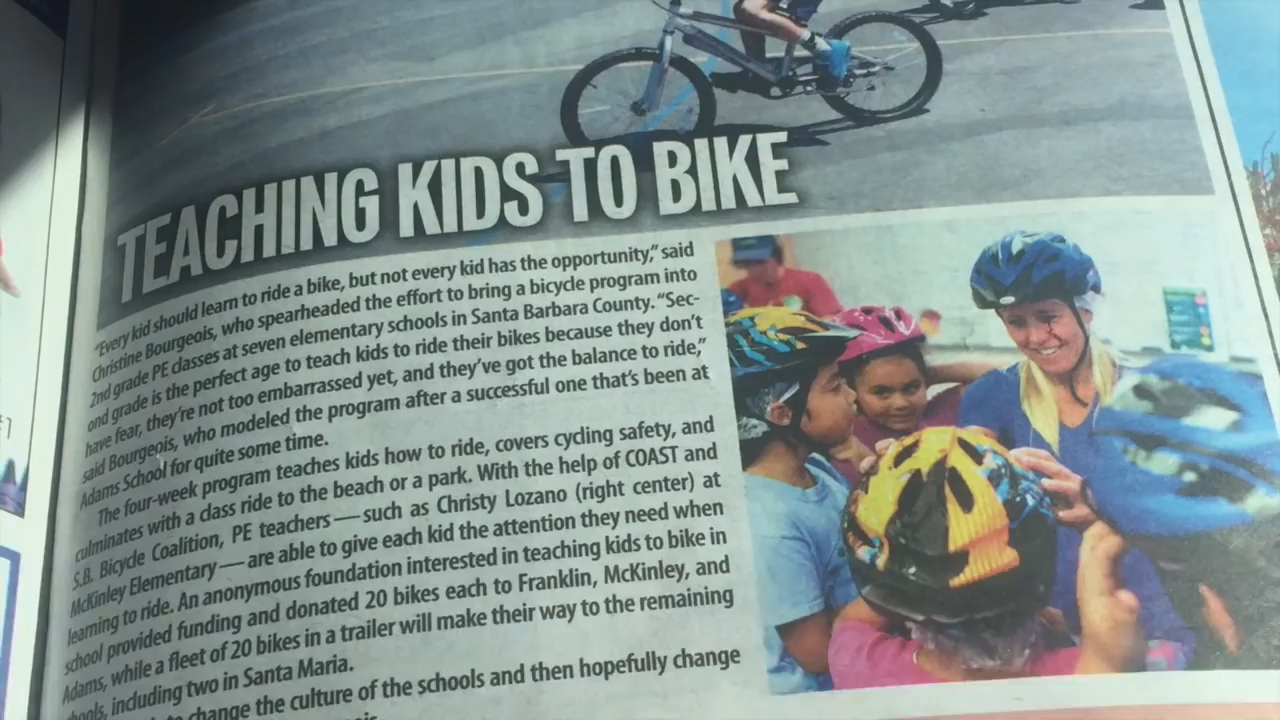 TEACHING KIDS TO BIKE
"Every kid should learn to ride a bike, but not every kid has the opportunity," said
Christine Bourgeois, who spearheaded the effort to bring a bicycle program into
2nd grade PE classes at seven elementary schools in Santa Barbara County. "Sec-
ond grade is the perfect age to teach kids to ride their bikes because they don't
have fear, they're not too embarrassed yet, and they've got the balance to ride,"
said Bourgeois, who modeled the program after a successful one that's been at
Adams School for quite some time.
The four-week program teaches kids how to ride, covers cycling safety, and
culminates with a class ride to the beach or a park. With the help of COAST and
S.B. Bicycle Coalition, PE teachers — such as Christy Lozano (right center) at
McKinley Elementary — are able to give each kid the attention they need when
learning to ride. An anonymous foundation interested in teaching kids to bike in
school provided funding and donated 20 bikes each to Franklin, McKinley, and
Adams, while a fleet of 20 bikes in a trailer will make their way to the remaining
hools, including two in Santa Maria.
change the culture of the schools and then hopefully change